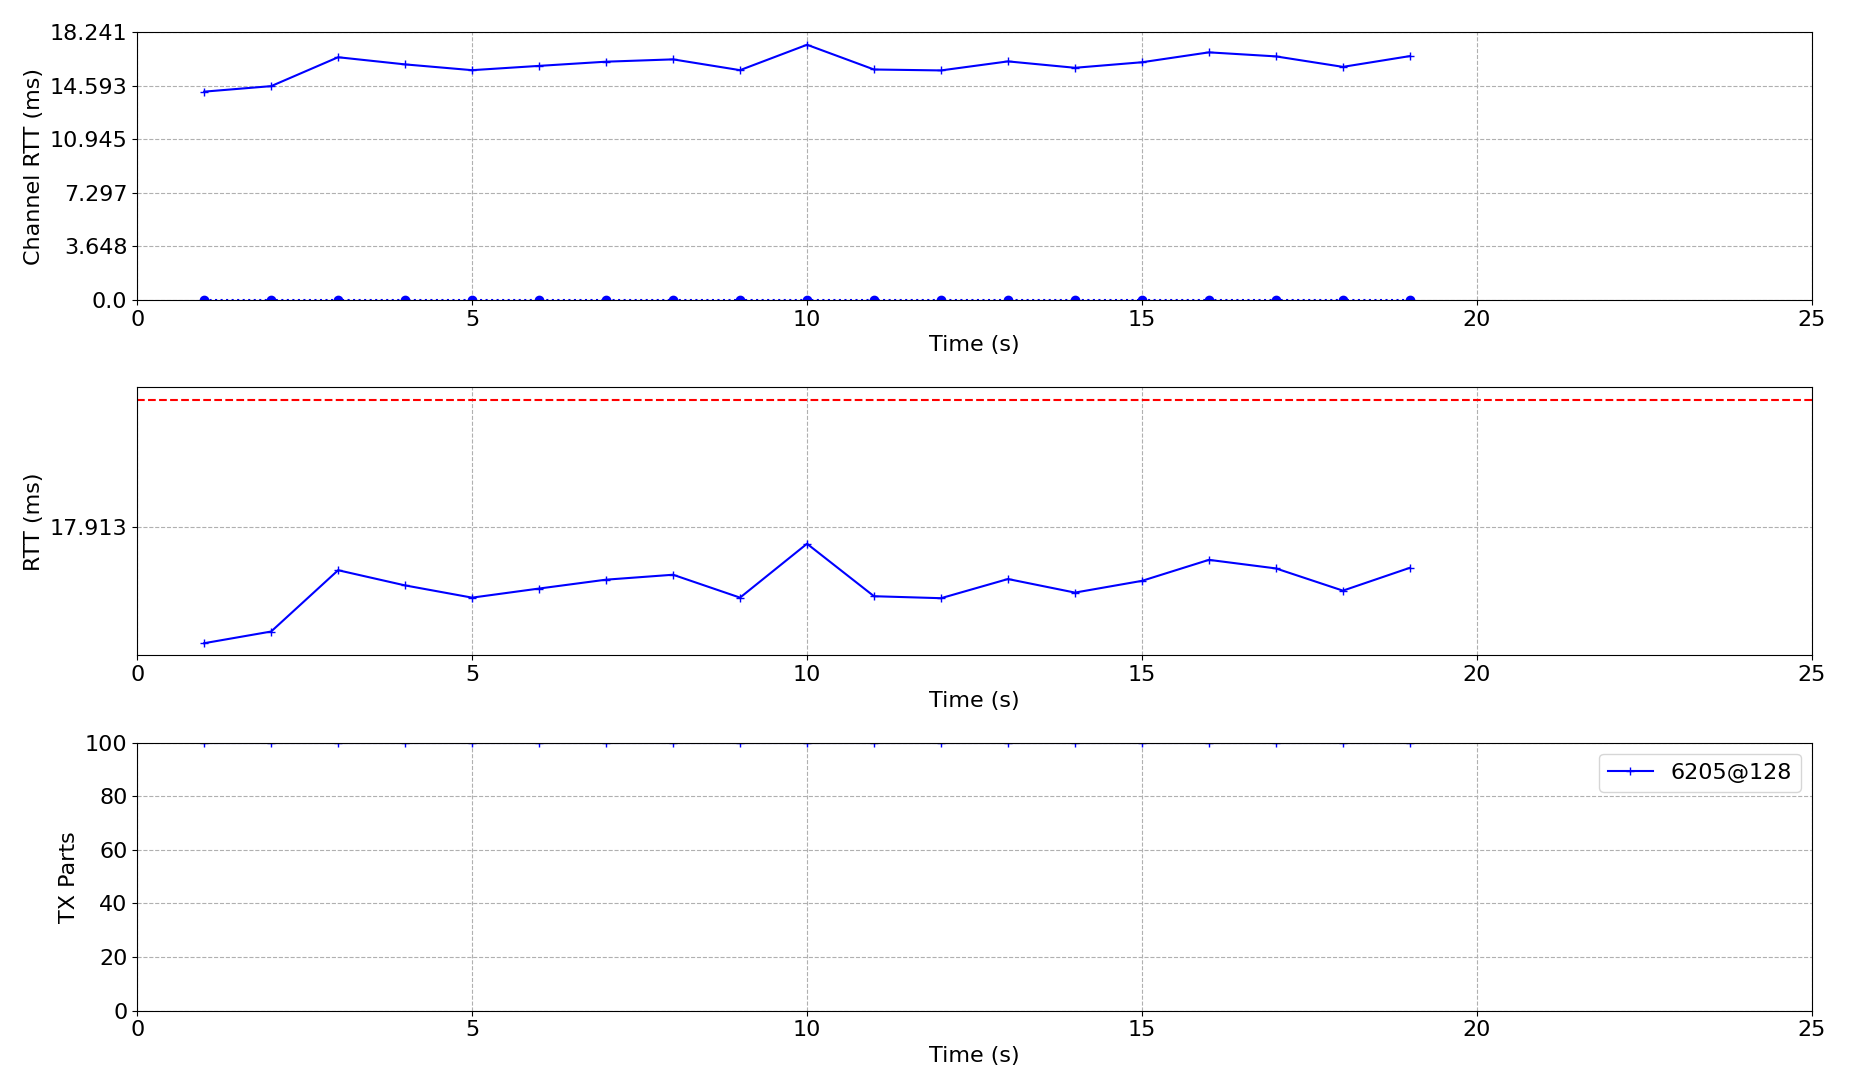 18.241
14.593
10.945
7.297
3.648
0.0
Channel RTT (ms)
0 5 10 15 20 25
Time (s)
17.913
RTT (ms)
0 5 10 15 20 25
Time (s)
100
80
60
40
20
0
TX Parts
6205@128
0 5 10 15 20 25
Time (s)